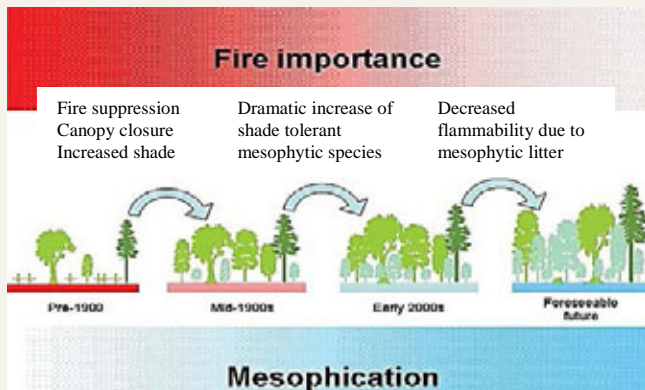 Fire importance
Fire suppression
Canopy closure
Increased shade
Dramatic increase of
shade tolerant
mesophytic species
Decreased
flammability due to
mesophytic litter
Pre-1900
Mid-1900s
Early 2000s
Foreseeable
future
Mesophication